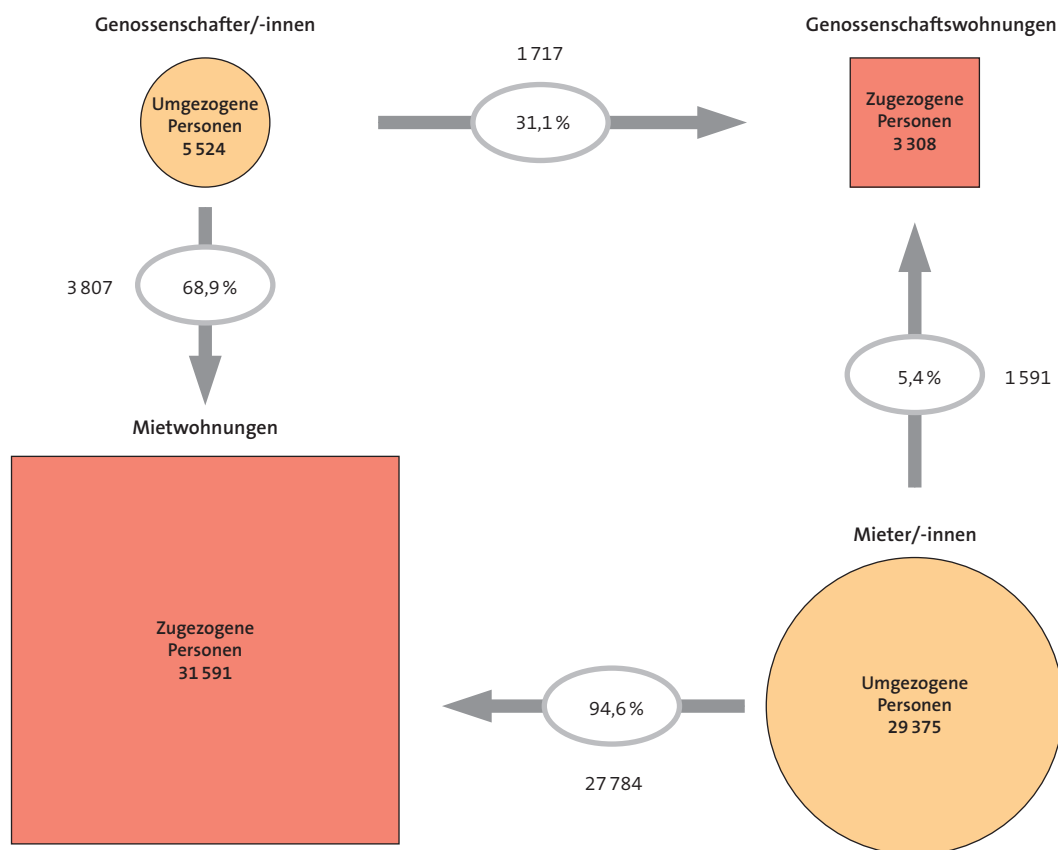 Genossenschafter/-innen
Genossenschaftswohnungen
1 717
Umgezogene
Personen
5 524
31,1 %
Zugezogene
Personen
3 308
3 807
68,9 %
5,4 %
1 591
Mietwohnungen
Mieter/-innen
Zugezogene
Personen
31 591
Umgezogene
Personen
29 375
94,6 %
27 784